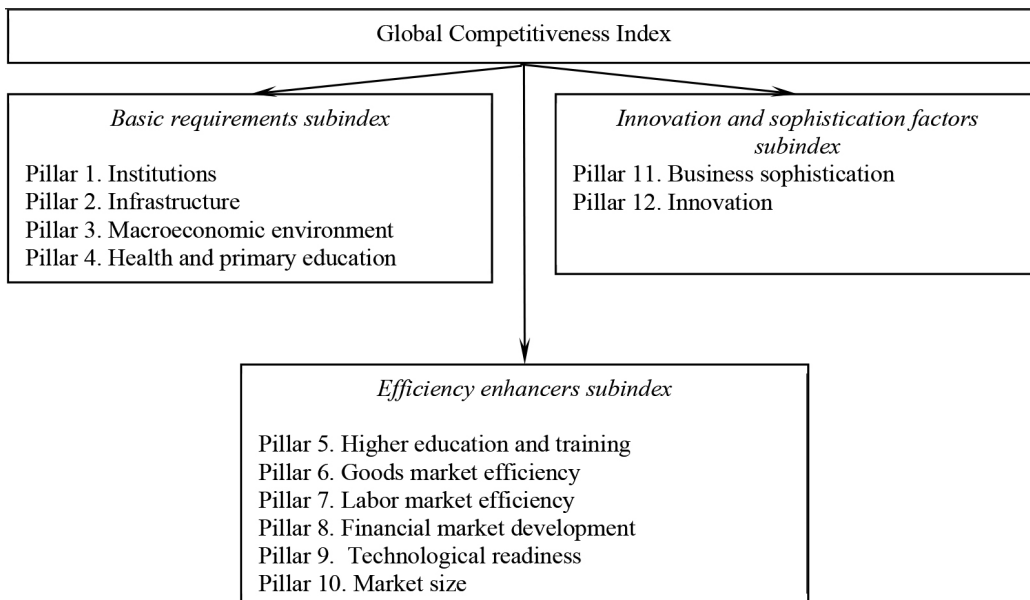 Global Competitiveness Index
Basic requirements subindex
Pillar 1. Institutions
Pillar 2. Infrastructure
Pillar 3. Macroeconomic environment
Pillar 4. Health and primary education
Innovation and sophistication factors
subindex
Pillar 11. Business sophistication
Pillar 12. Innovation
Efficiency enhancers subindex
Pillar 5. Higher education and training
Pillar 6. Goods market efficiency
Pillar 7. Labor market efficiency
Pillar 8. Financial market development
Pillar 9.  Technological readiness
Pillar 10. Market size